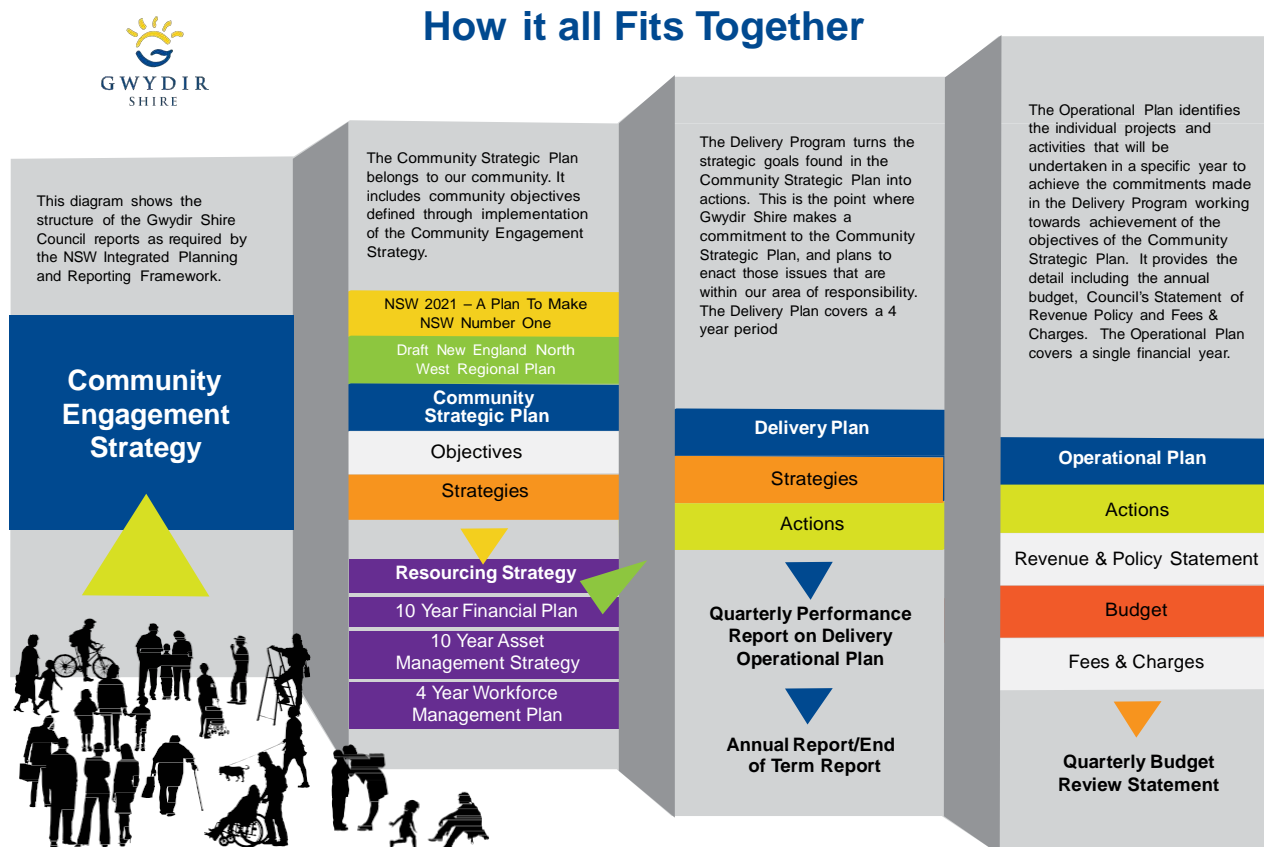 How it all Fits Together
GWYDIR
SHIRE
This diagram shows the
structure of the Gwydir Shire
Council reports as required by
the NSW Integrated Planning
and Reporting Framework.
Community
Engagement
Strategy
The Community Strategic Plan
belongs to our community. It
includes community objectives
defined through implementation
of the Community Engagement
Strategy.
NSW 2021 – A Plan To Make
NSW Number One
Draft New England North
West Regional Plan
Community
Strategic Plan
Objectives
Strategies
Resourcing Strategy
10 Year Financial Plan
10 Year Asset
Management Strategy
4 Year Workforce
Management Plan
The Delivery Program turns the
strategic goals found in the
Community Strategic Plan into
actions. This is the point where
Gwydir Shire makes a
commitment to the Community
Strategic Plan, and plans to
enact those issues that are
within our area of responsibility.
The Delivery Plan covers a 4
year period
Delivery Plan
Strategies
Actions
Quarterly Performance
Report on Delivery
Operational Plan
Annual Report/End
of Term Report
The Operational Plan identifies
the individual projects and
activities that will be
undertaken in a specific year to
achieve the commitments made
in the Delivery Program working
towards achievement of the
objectives of the Community
Strategic Plan. It provides the
detail including the annual
budget, Council's Statement of
Revenue Policy and Fees &
Charges. The Operational Plan
covers a single financial year.
Operational Plan
Actions
Revenue & Policy Statement
Budget
Fees & Charges
Quarterly Budget
Review Statement